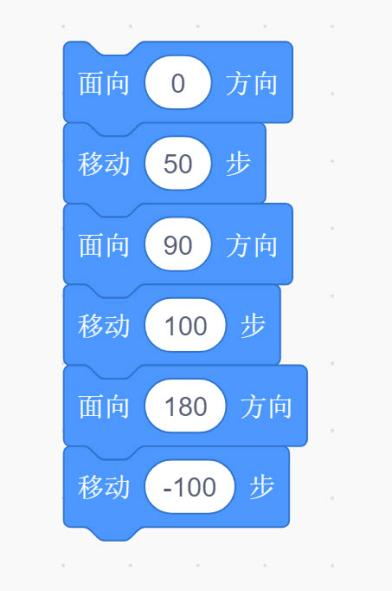 面向 0 方向
移动 50 步
面向 90 方向
移动 100 步
面向 180 方向
移动 -100 步